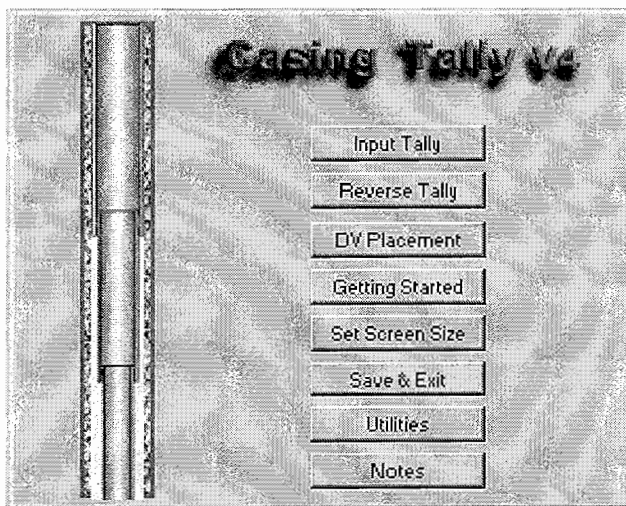 Casing Tally v4
Input Tally
Reverse Tally
DV Placement
Getting Started
Set Screen Size
Save & Exit
Utilities
Notes